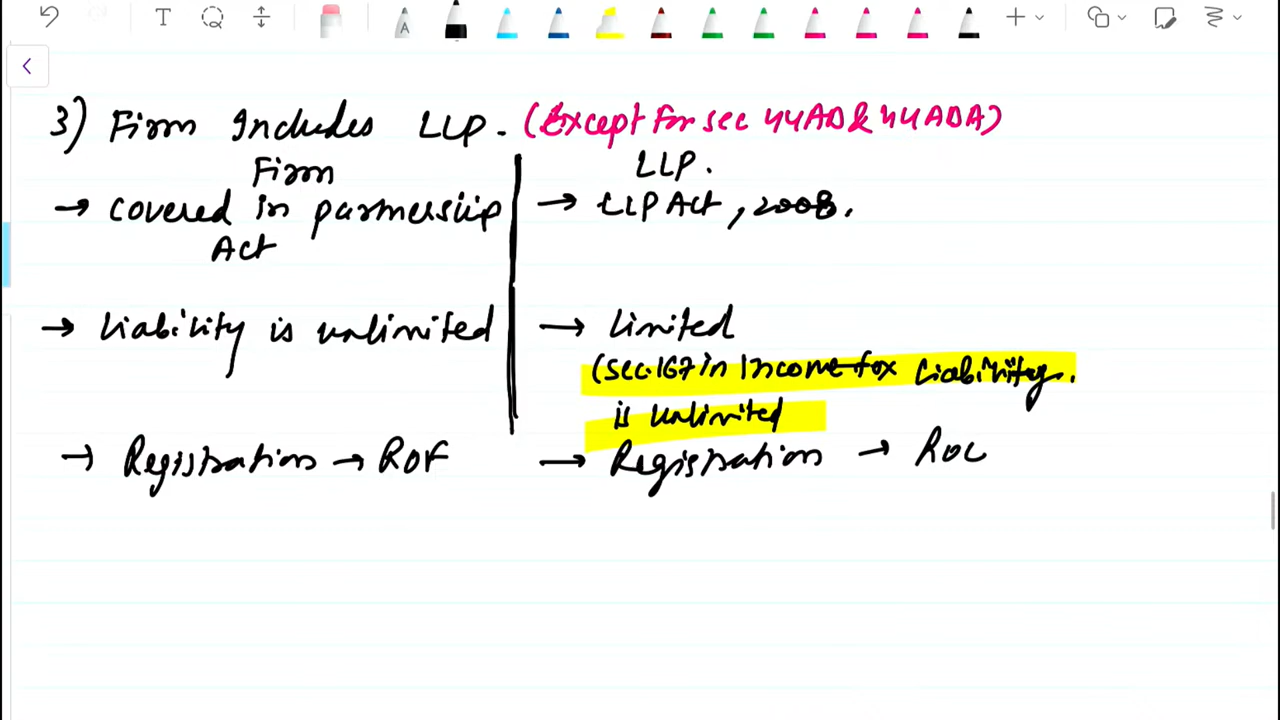 3) Firm Includes LLP. (Except For sec 44AD & 44ADA)
Firm
LLP.
→ Covered in partnership
Act
→ LLP Act, 2008.
→ Liability is unlimited
→ Limited
(Sec.167 in Income tax Liability.
is unlimited
→ Registration → ROF
→ Registration → ROC